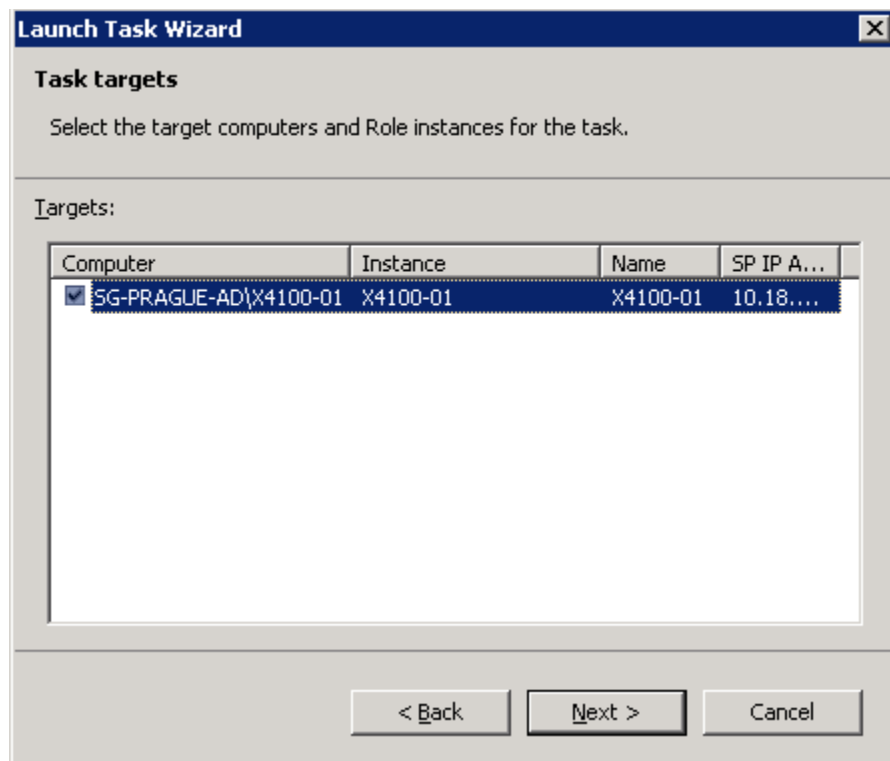 Launch Task Wizard
Task targets
Select the target computers and Role instances for the task.
Targets:
Computer Instance Name SP IP A...
SG-PRAGUE-AD\X4100-01 X4100-01 X4100-01 10.18....
< Back Next > Cancel